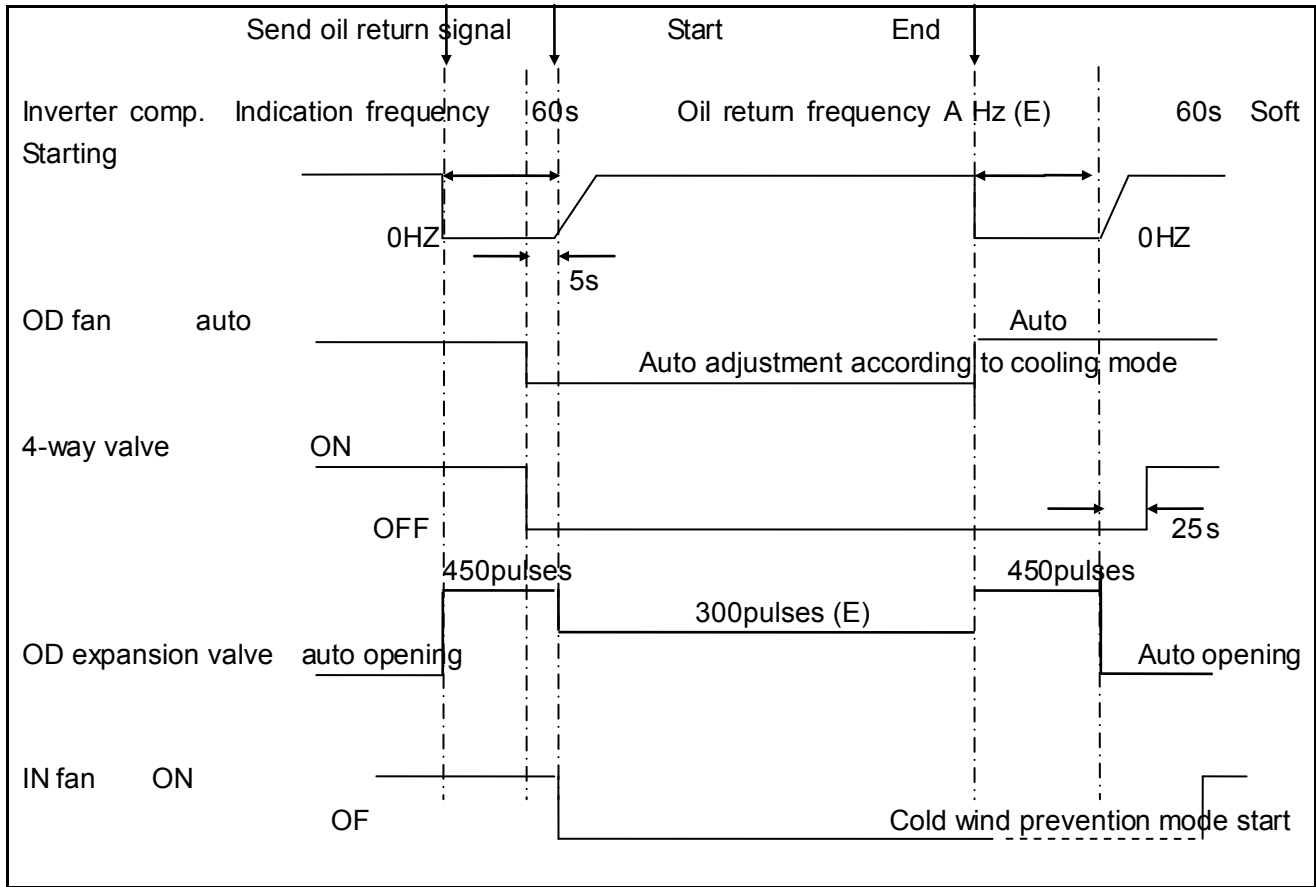 Send oil return signal Start End
Inverter comp. Indication frequency 60s Oil return frequency A Hz (E) 60s Soft
Starting
0HZ 0HZ
5s
OD fan auto Auto
Auto adjustment according to cooling mode
4-way valve ON
OFF 25s
450pulses 450pulses
300pulses (E)
OD expansion valve auto opening Auto opening
IN fan ON
OF Cold wind prevention mode start